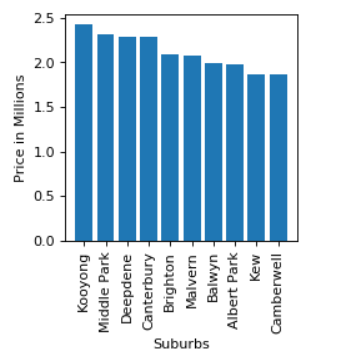 2.5
2.0
1.5
1.0
0.5
0.0
Price in Millions
Kooyong
Middle Park
Deepdene
Canterbury
Brighton
Malvern
Balwyn
Albert Park
Kew
Camberwell
Suburbs